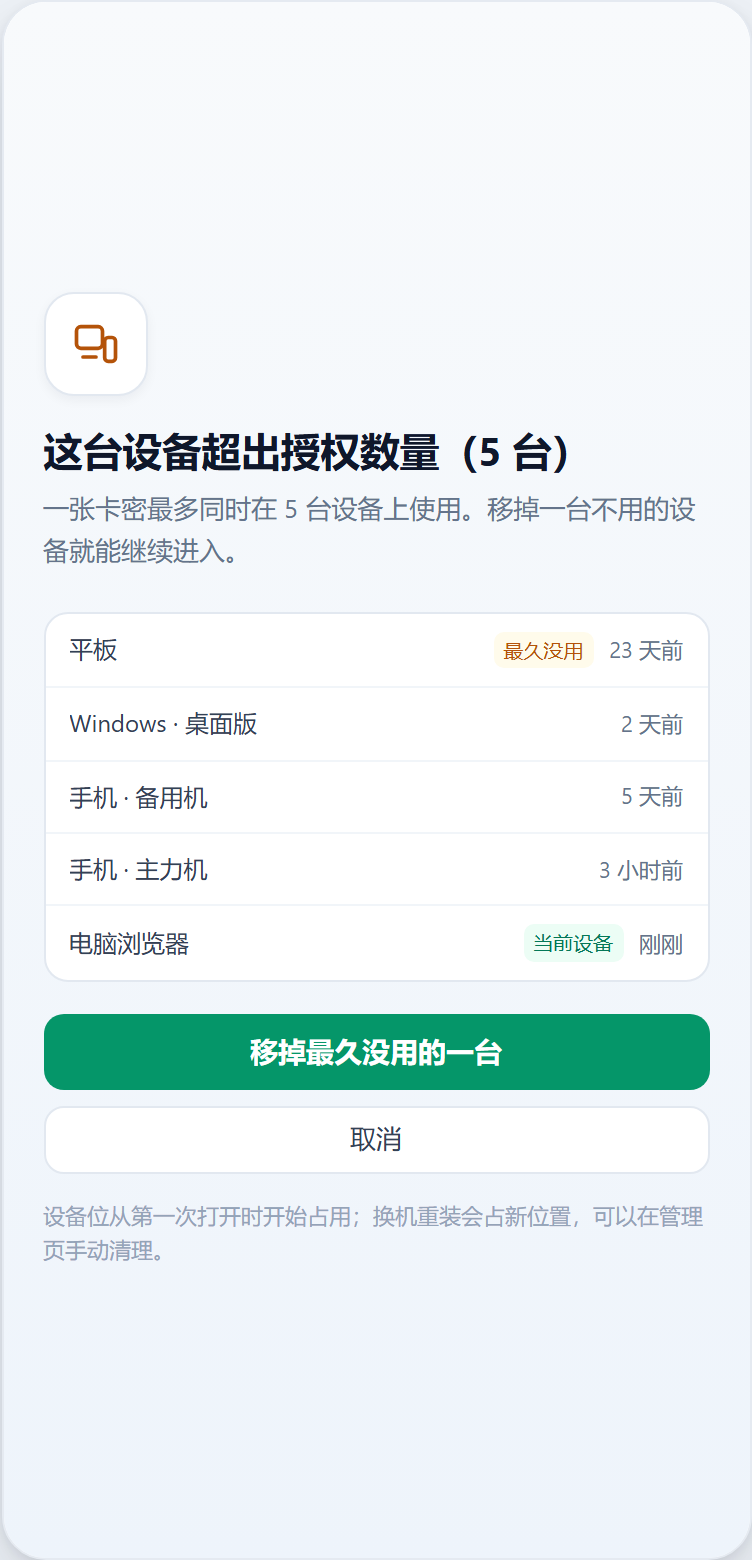 这台设备超出授权数量（5 台）
一张卡密最多同时在 5 台设备上使用。移掉一台不用的设
备就能继续进入。
平板 最久没用 23 天前
Windows · 桌面版 2 天前
手机 · 备用机 5 天前
手机 · 主力机 3 小时前
电脑浏览器 当前设备 刚刚
移掉最久没用的一台
取消
设备位从第一次打开时开始占用；换机重装会占新位置，可以在管理
页手动清理。